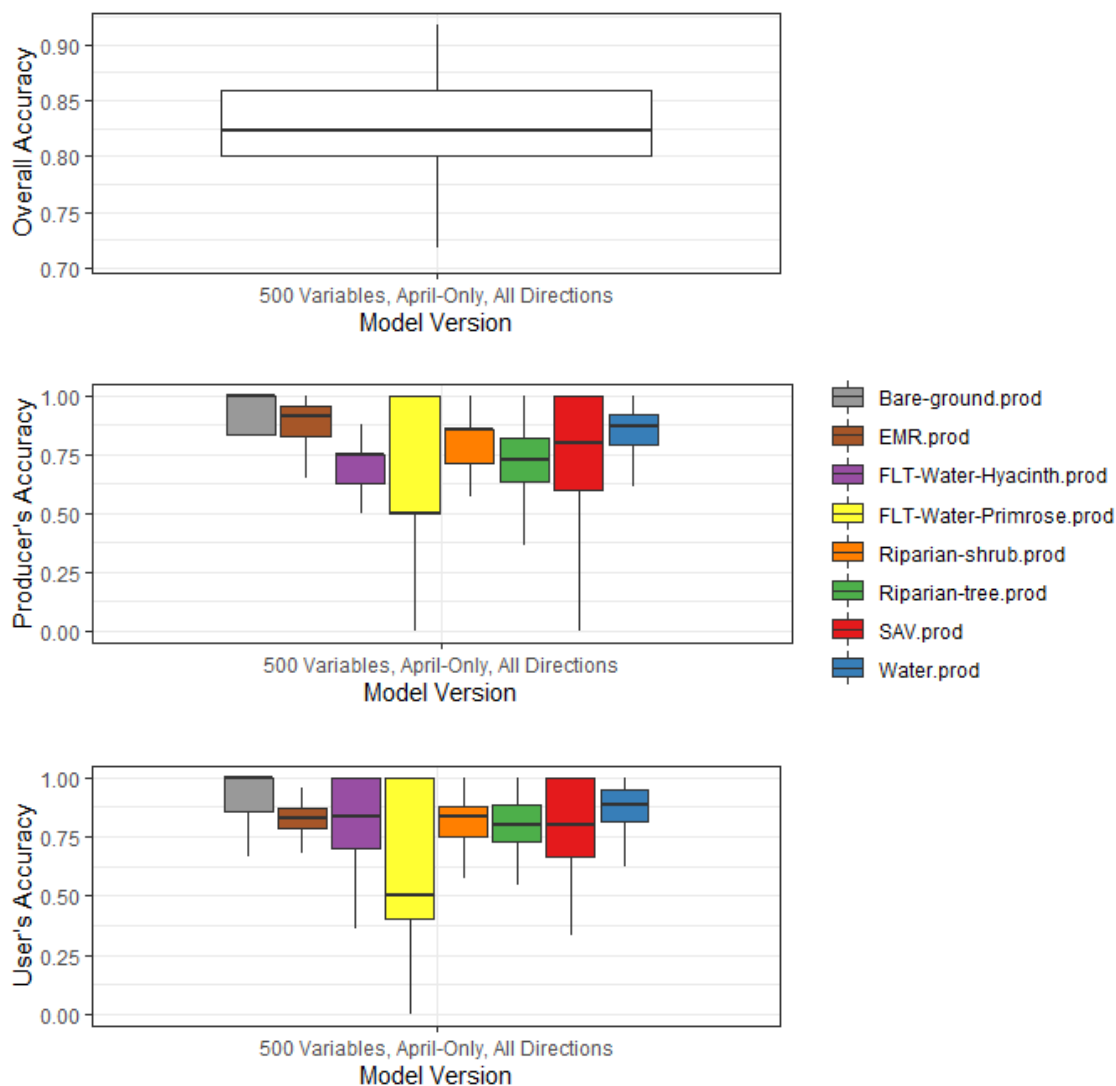 Overall Accuracy
0.90
0.85
0.80
0.75
0.70
500 Variables, April-Only, All Directions
Model Version
Producer's Accuracy
1.00
0.75
0.50
0.25
0.00
500 Variables, April-Only, All Directions
Model Version
Bare-ground.prod
EMR.prod
FLT-Water-Hyacinth.prod
FLT-Water-Primrose.prod
Riparian-shrub.prod
Riparian-tree.prod
SAV.prod
Water.prod
User's Accuracy
1.00
0.75
0.50
0.25
0.00
500 Variables, April-Only, All Directions
Model Version